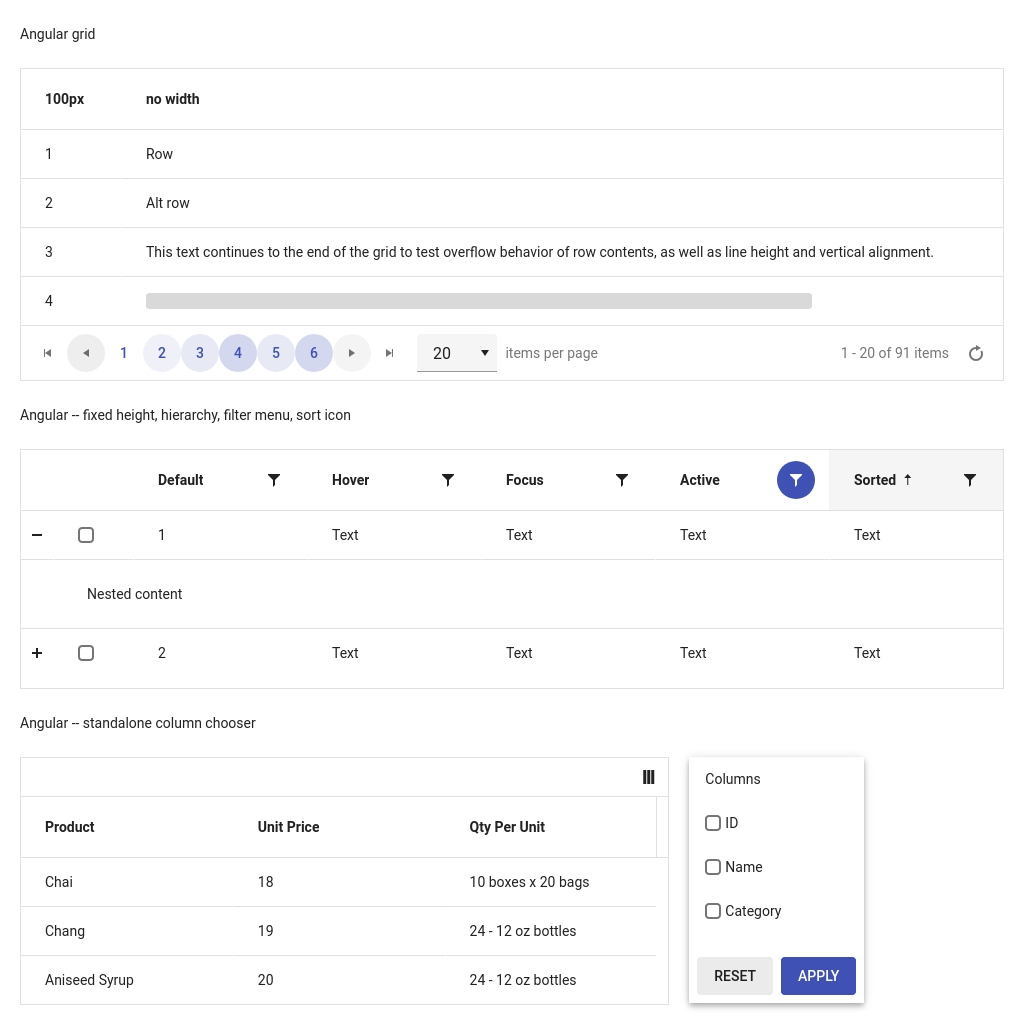 Angular grid
100px no width
1 Row
2 Alt row
3 This text continues to the end of the grid to test overflow behavior of row contents, as well as line height and vertical alignment.
4
1 2 3 4 5 6 20 items per page 1 - 20 of 91 items
Angular -- fixed height, hierarchy, filter menu, sort icon
Default Hover Focus Active Sorted
1 Text Text Text Text
Nested content
2 Text Text Text Text
Angular -- standalone column chooser
Product Unit Price Qty Per Unit
Chai 18 10 boxes x 20 bags
Chang 19 24 - 12 oz bottles
Aniseed Syrup 20 24 - 12 oz bottles
Columns
ID
Name
Category
RESET APPLY